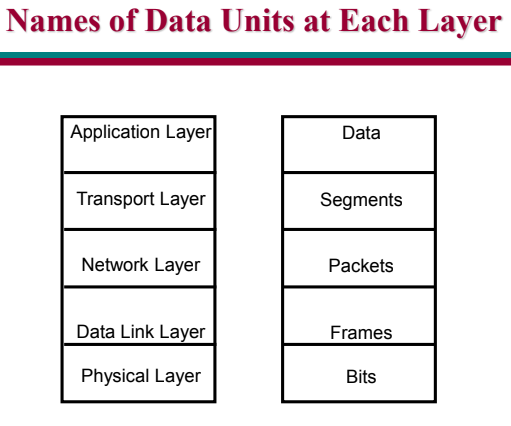 Names of Data Units at Each Layer
Application Layer
Data
Transport Layer
Segments
Network Layer
Packets
Data Link Layer
Frames
Physical Layer
Bits